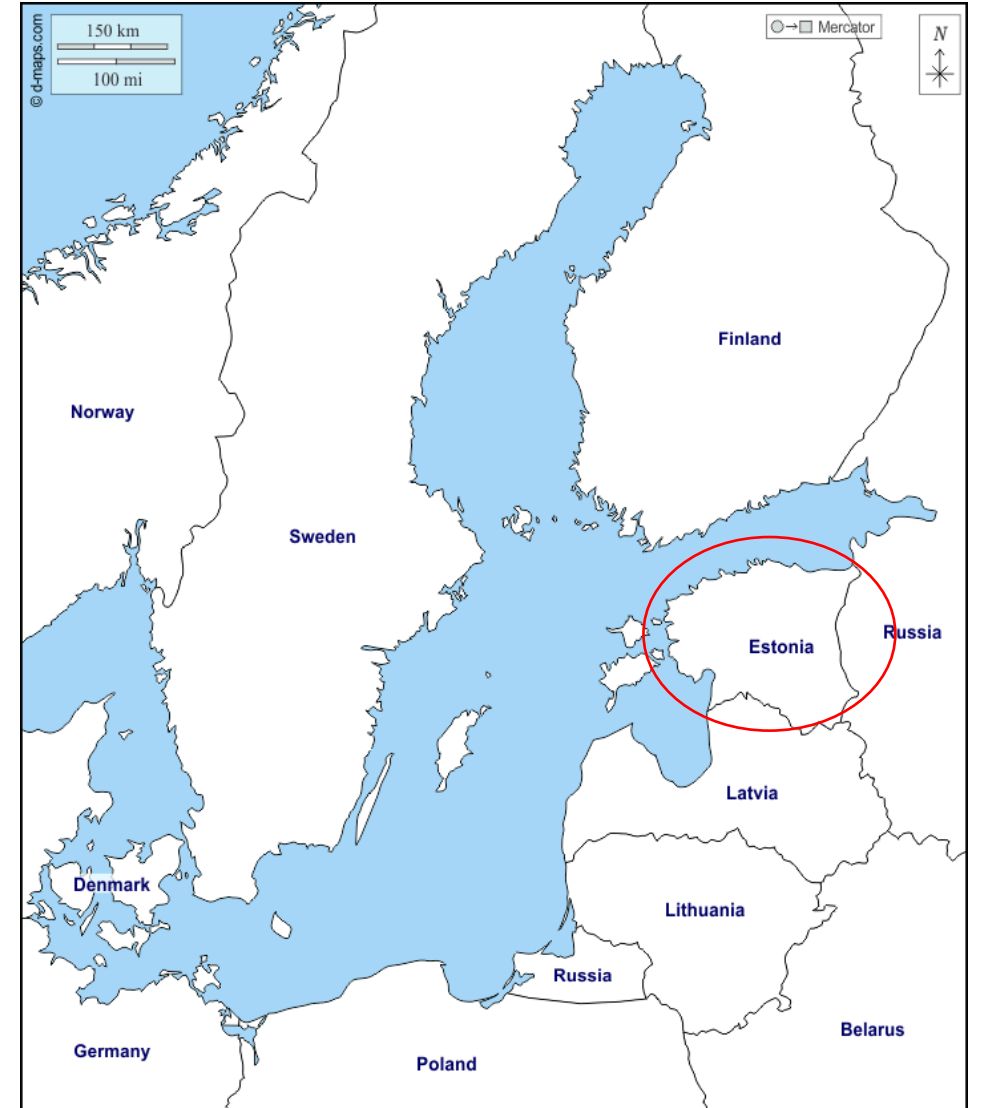 © d-maps.com
150 km
100 mi
Mercator
N
Finland
Norway
Sweden
Russia
Estonia
Latvia
Denmark
Lithuania
Russia
Belarus
Germany
Poland